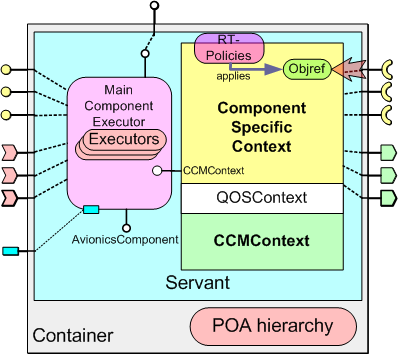 RT-
Policies
applies
Objref
Main
Component
Executor
Executors
Component
Specific
Context
CCMContext
QOSContext
AvionicsComponent
CCMContext
Servant
POA hierarchy
Container